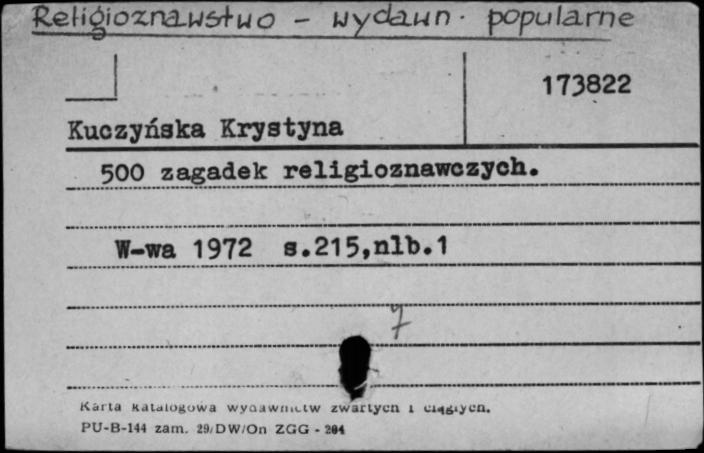 Religioznawstwo - wydawn. popularne
173822
Kuczyńska Krystyna
500 zagadek religioznawczych.
W-wa 1972 s.215,nlb.1
7
Karta katalogowa wydawnictw zwartych i ciągłych.
PU-B-144 zam. 29/DW/On ZGG - 204